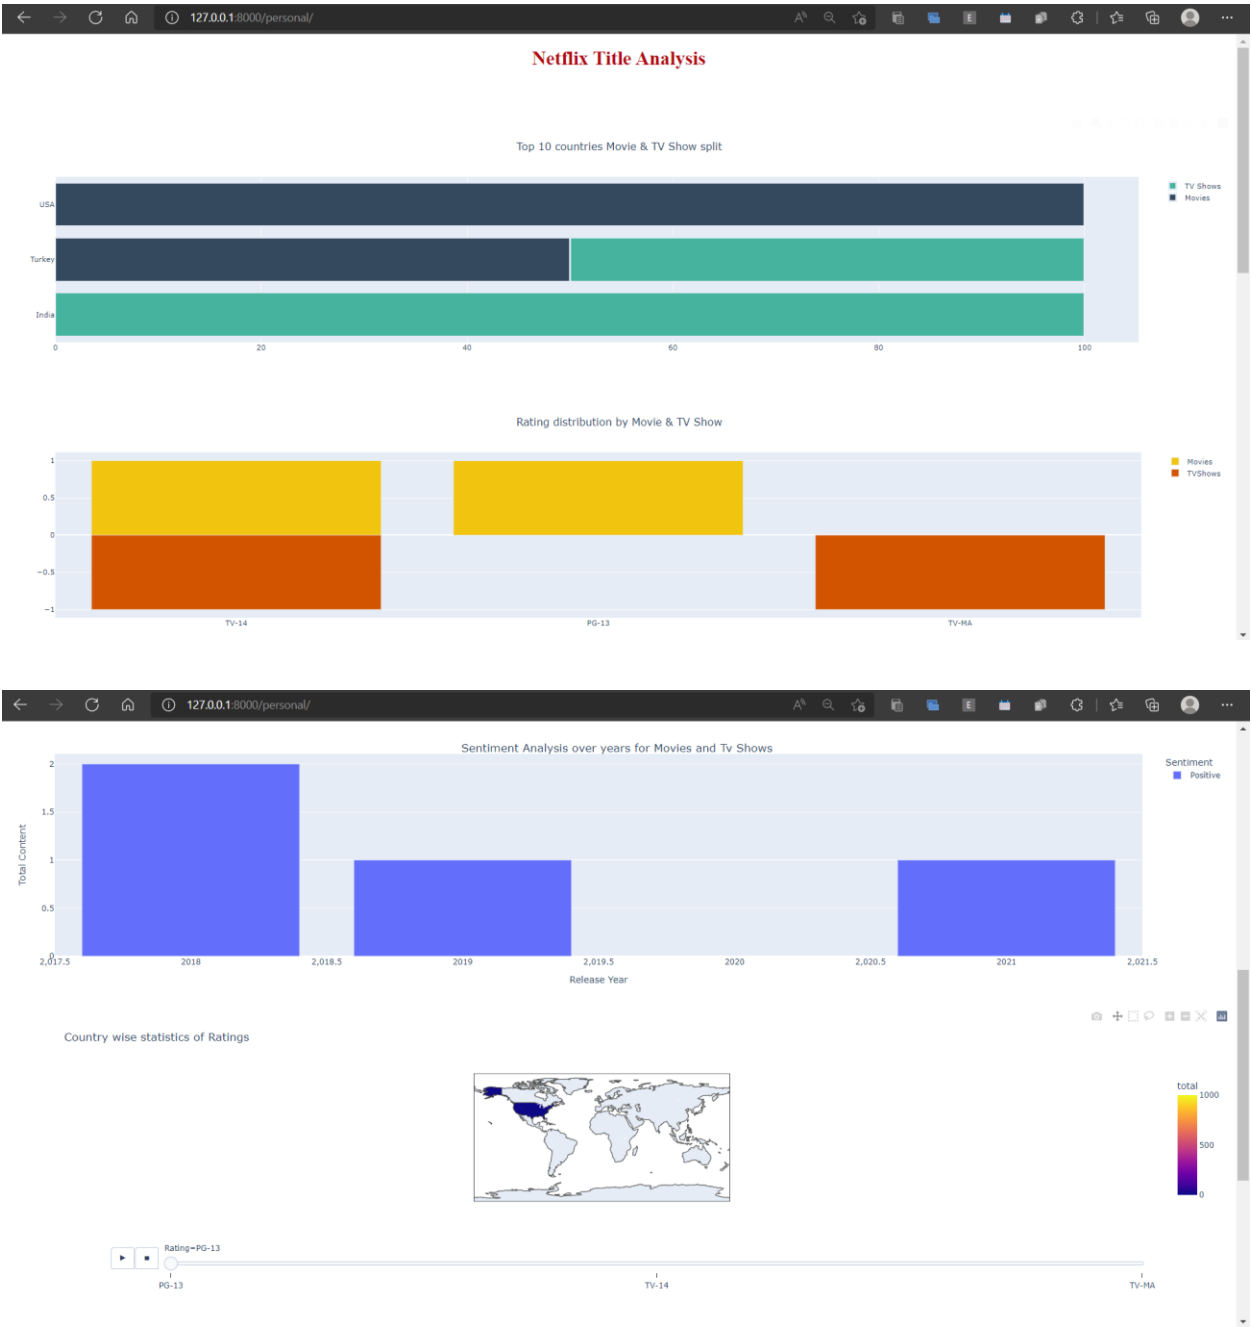 127.0.0.1:8000/personal/
Netflix Title Analysis
Top 10 countries Movie & TV Show split
TV Shows
Movies
USA
Turkey
India
0 20 40 60 80 100
Rating distribution by Movie & TV Show
Movies
TVShows
1
0.5
0
−0.5
−1
TV-14 PG-13 TV-MA
127.0.0.1:8000/personal/
Sentiment Analysis over years for Movies and Tv Shows
Sentiment
Positive
Total Content
2
1.5
1
0.5
0
2,017.5 2018 2,018.5 2019 2,019.5 2020 2,020.5 2021 2,021.5
Release Year
Country wise statistics of Ratings
total
1000
500
0
Rating=PG-13
PG-13 TV-14 TV-MA